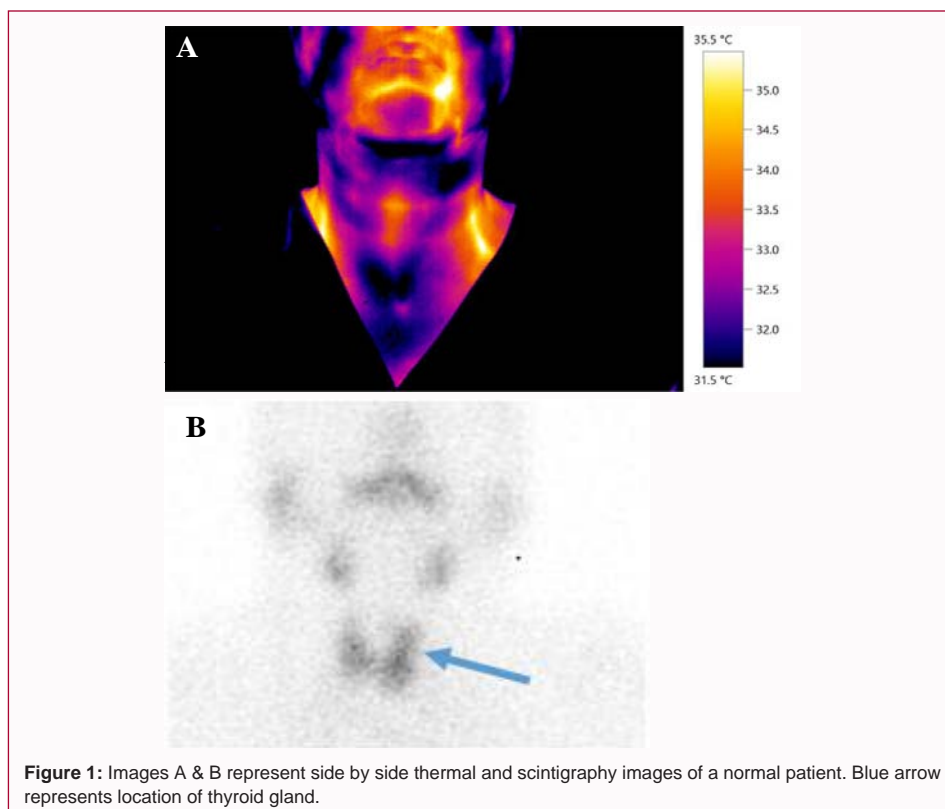 A
35.5 °C
35.0
34.5
34.0
33.5
33.0
32.5
32.0
31.5 °C
B
Figure 1: Images A & B represent side by side thermal and scintigraphy images of a normal patient. Blue arrow
represents location of thyroid gland.